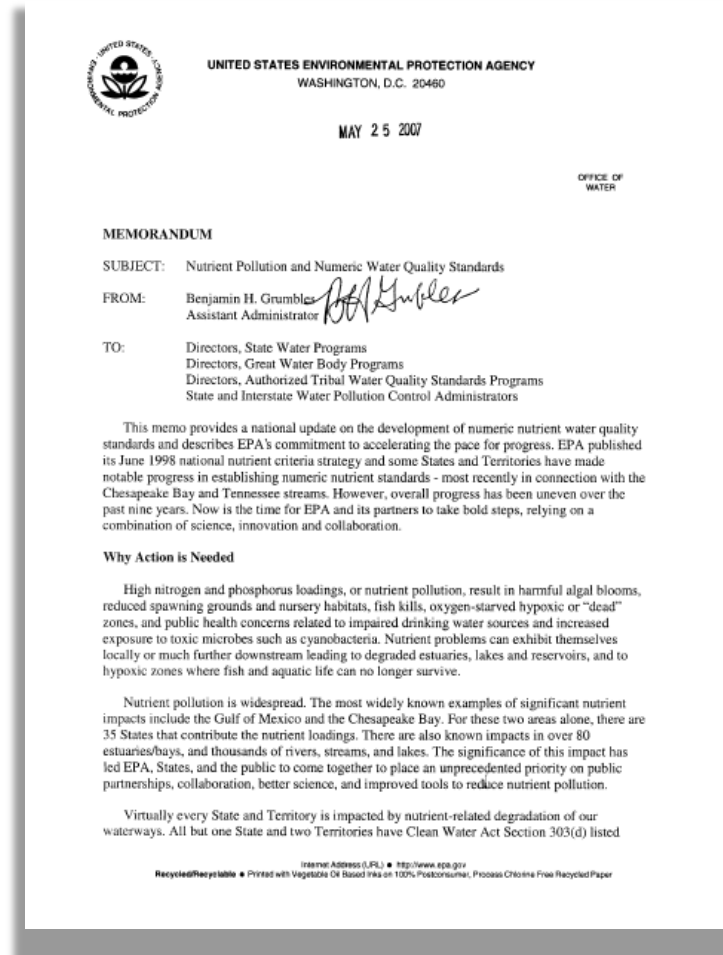 UNITED STATES ENVIRONMENTAL PROTECTION AGENCY
WASHINGTON, D.C. 20460
MAY 25 2007
OFFICE OF
WATER
MEMORANDUM
SUBJECT: Nutrient Pollution and Numeric Water Quality Standards
FROM: Benjamin H. Grumbles
Assistant Administrator
TO: Directors, State Water Programs
Directors, Great Water Body Programs
Directors, Authorized Tribal Water Quality Standards Programs
State and Interstate Water Pollution Control Administrators
This memo provides a national update on the development of numeric nutrient water quality
standards and describes EPA's commitment to accelerating the pace for progress. EPA published
its June 1998 national nutrient criteria strategy and some States and Territories have made
notable progress in establishing numeric nutrient standards - most recently in connection with the
Chesapeake Bay and Tennessee streams. However, overall progress has been uneven over the
past nine years. Now is the time for EPA and its partners to take bold steps, relying on a
combination of science, innovation and collaboration.
Why Action is Needed
High nitrogen and phosphorus loadings, or nutrient pollution, result in harmful algal blooms,
reduced spawning grounds and nursery habitats, fish kills, oxygen-starved hypoxic or "dead"
zones, and public health concerns related to impaired drinking water sources and increased
exposure to toxic microbes such as cyanobacteria. Nutrient problems can exhibit themselves
locally or much further downstream leading to degraded estuaries, lakes and reservoirs, and to
hypoxic zones where fish and aquatic life can no longer survive.
Nutrient pollution is widespread. The most widely known examples of significant nutrient
impacts include the Gulf of Mexico and the Chesapeake Bay. For these two areas alone, there are
35 States that contribute the nutrient loadings. There are also known impacts in over 80
estuaries/bays, and thousands of rivers, streams, and lakes. The significance of this impact has
led EPA, States, and the public to come together to place an unprecedented priority on public
partnerships, collaboration, better science, and improved tools to reduce nutrient pollution.
Virtually every State and Territory is impacted by nutrient-related degradation of our
waterways. All but one State and two Territories have Clean Water Act Section 303(d) listed
Internet Address (URL) ● http://www.epa.gov
Recycled/Recyclable ● Printed with Vegetable Oil Based Inks on 100% Postconsumer, Process Chlorine Free Recycled Paper